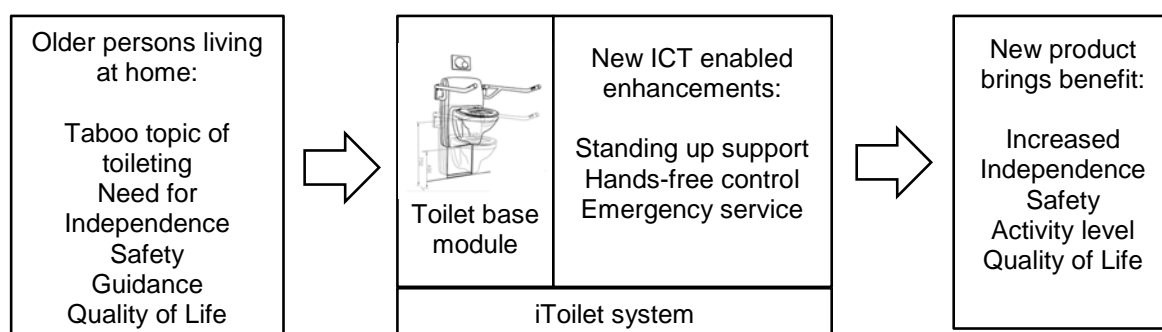 Older persons living
at home:
Taboo topic of
toileting
Need for
Independence
Safety
Guidance
Quality of Life
Toilet base
module
New ICT enabled
enhancements:
Standing up support
Hands-free control
Emergency service
iToilet system
New product
brings benefit:
Increased
Independence
Safety
Activity level
Quality of Life